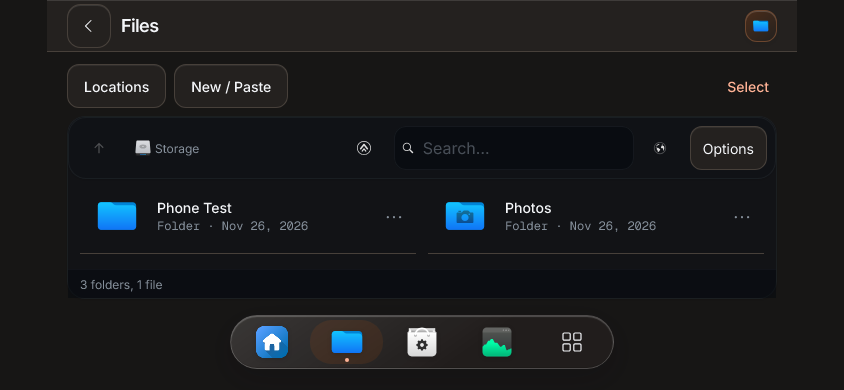 Files
Locations
New / Paste
Select
Storage
Search...
Options
Phone Test
Folder · Nov 26, 2026
Photos
Folder · Nov 26, 2026
3 folders, 1 file